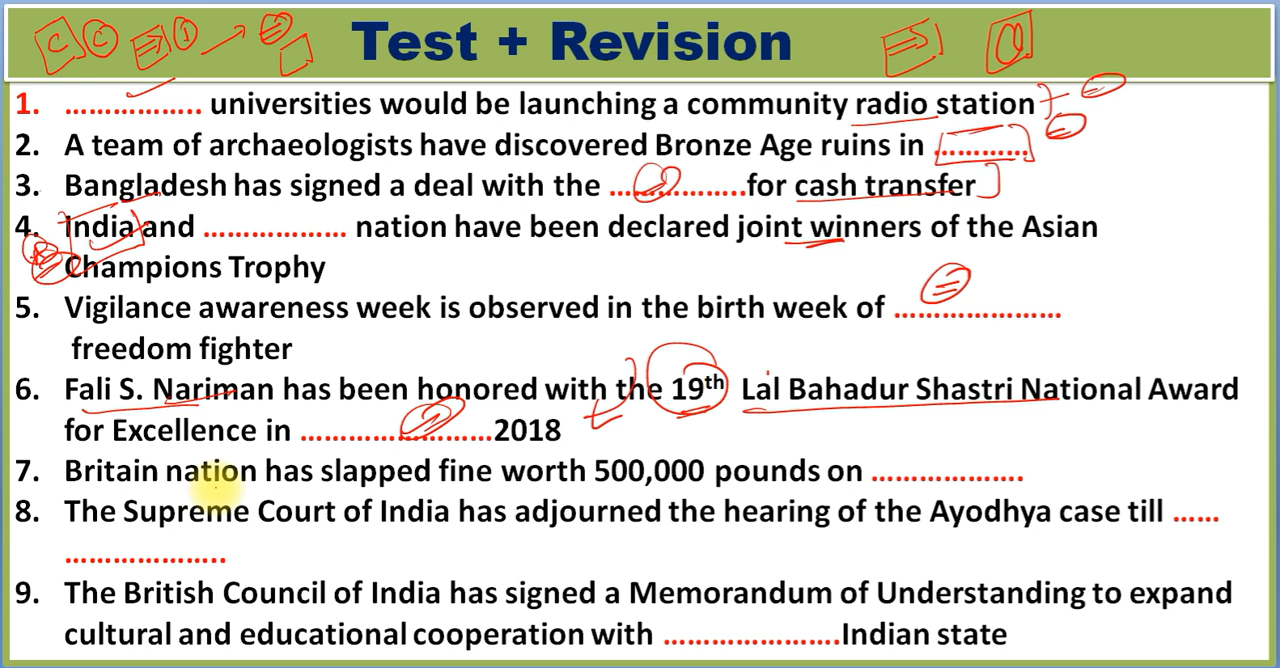 Test + Revision
1. ……………….. universities would be launching a community radio station
2. A team of archaeologists have discovered Bronze Age ruins in …………
3. Bangladesh has signed a deal with the ………………..for cash transfer
4. India and ……………… nation have been declared joint winners of the Asian
Champions Trophy
5. Vigilance awareness week is observed in the birth week of …………………
freedom fighter
6. Fali S. Nariman has been honored with the 19th Lal Bahadur Shastri National Award
for Excellence in ……………………2018
7. Britain nation has slapped fine worth 500,000 pounds on ……………….
8. The Supreme Court of India has adjourned the hearing of the Ayodhya case till ……
………………..
9. The British Council of India has signed a Memorandum of Understanding to expand
cultural and educational cooperation with ………………….Indian state